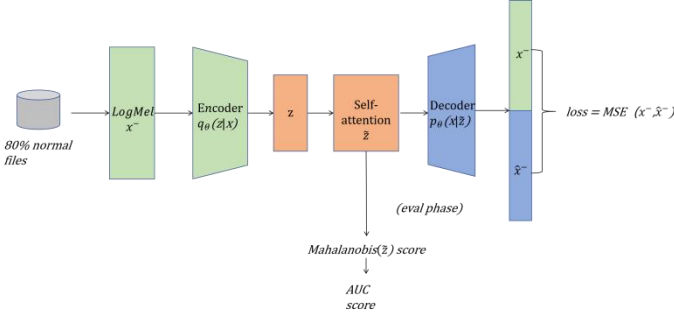 80% normal
files
LogMel
x⁻
Encoder
qθ(z|x)
z
Self-
attention
z̃
Decoder
pθ(x|z̃)
x⁻
x̂⁻
loss = MSE (x⁻,x̂⁻)
(eval phase)
Mahalanobis(z̃) score
AUC
score